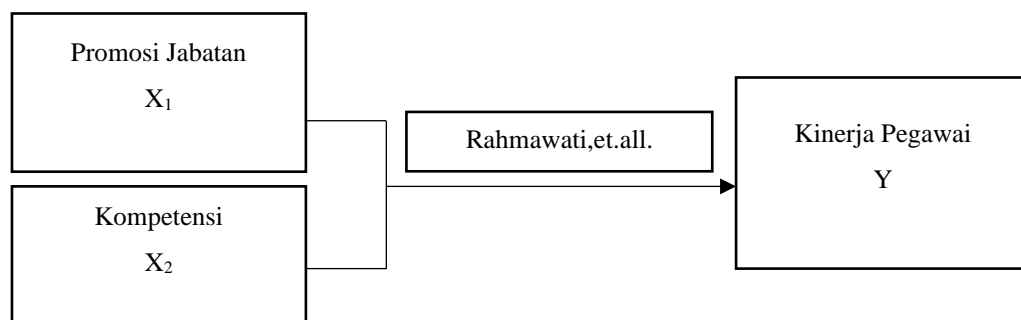 Promosi Jabatan
X₁
Rahmawati,et.all.
Kinerja Pegawai
Y
Kompetensi
X₂